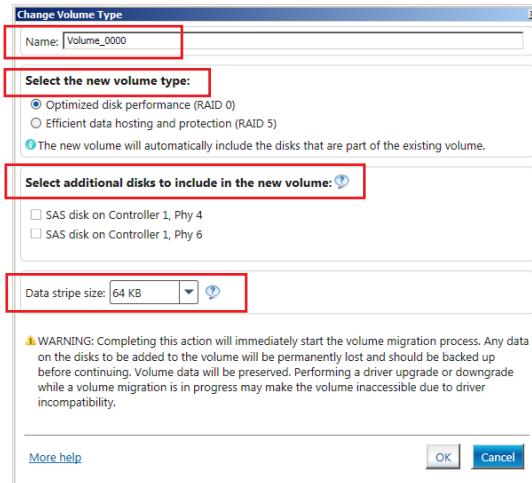 Change Volume Type
Name: Volume_0000
Select the new volume type:
Optimized disk performance (RAID 0)
Efficient data hosting and protection (RAID 5)
The new volume will automatically include the disks that are part of the existing volume.
Select additional disks to include in the new volume:
SAS disk on Controller 1, Phy 4
SAS disk on Controller 1, Phy 6
Data stripe size: 64 KB
WARNING: Completing this action will immediately start the volume migration process. Any data
on the disks to be added to the volume will be permanently lost and should be backed up
before continuing. Volume data will be preserved. Performing a driver upgrade or downgrade
while a volume migration is in progress may make the volume inaccessible due to driver
incompatibility.
More help
OK
Cancel